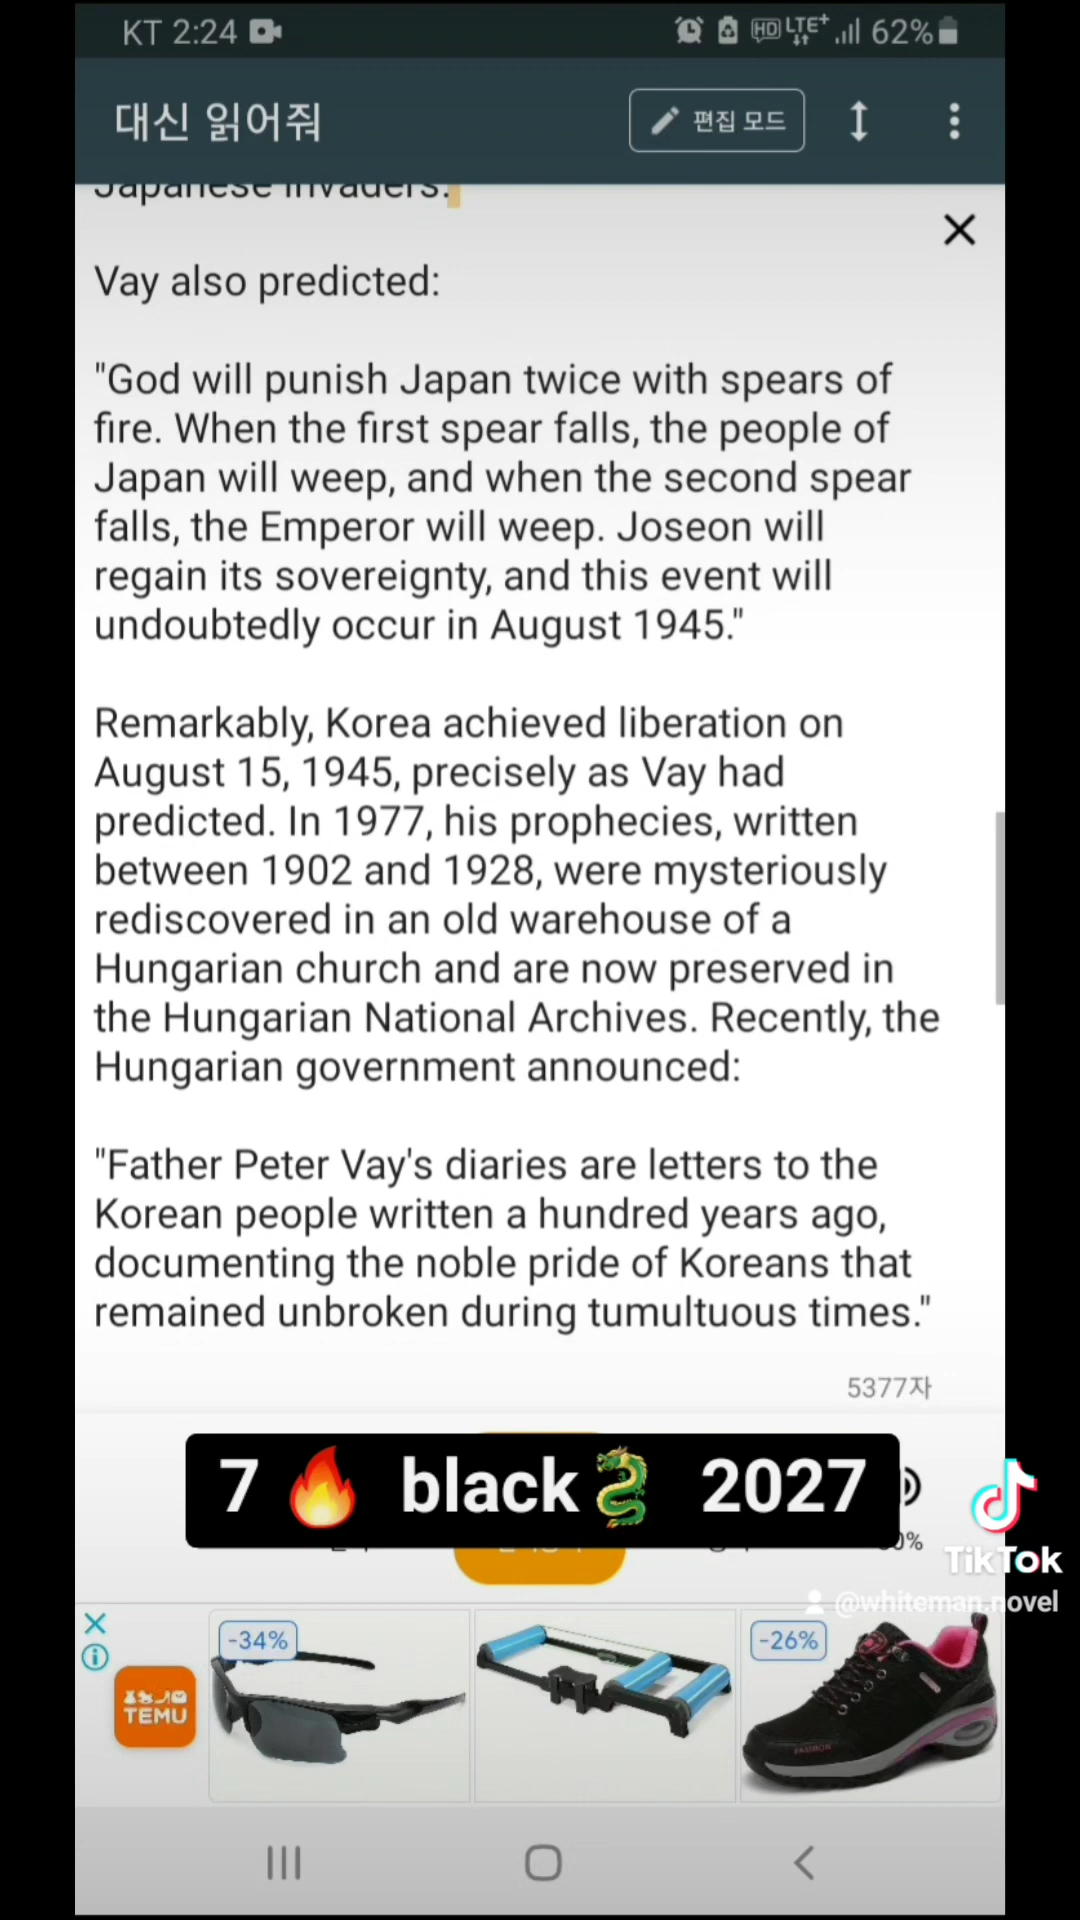 KT 2:24 HD LTE+ 62%
대신 읽어줘 편집 모드
Japanese invaders.
Vay also predicted:
"God will punish Japan twice with spears of
fire. When the first spear falls, the people of
Japan will weep, and when the second spear
falls, the Emperor will weep. Joseon will
regain its sovereignty, and this event will
undoubtedly occur in August 1945."
Remarkably, Korea achieved liberation on
August 15, 1945, precisely as Vay had
predicted. In 1977, his prophecies, written
between 1902 and 1928, were mysteriously
rediscovered in an old warehouse of a
Hungarian church and are now preserved in
the Hungarian National Archives. Recently, the
Hungarian government announced:
"Father Peter Vay's diaries are letters to the
Korean people written a hundred years ago,
documenting the noble pride of Koreans that
remained unbroken during tumultuous times."
5377자
7 🔥 black🐉 2027
TikTok
@whiteman.novel
-34% -26%
TEMU
FASHION